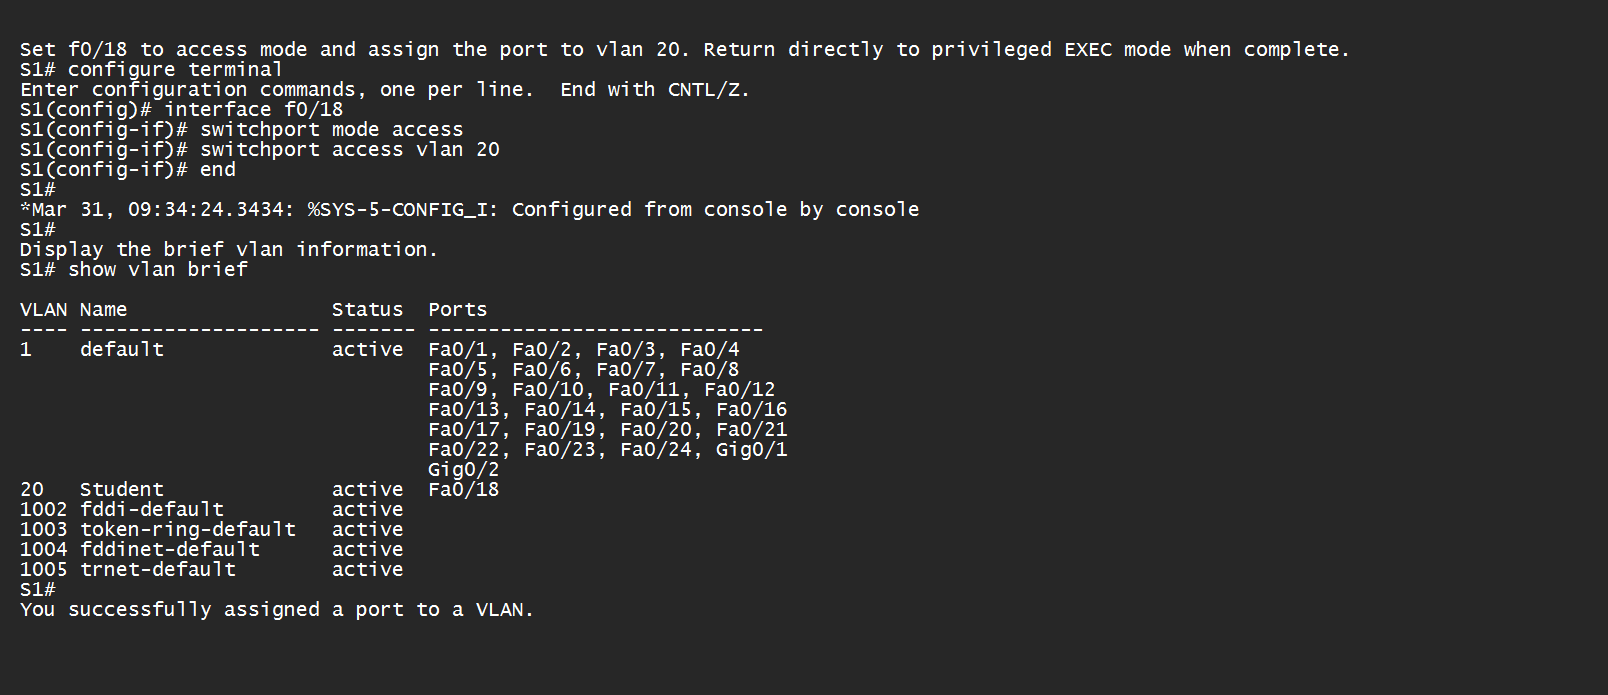 Set f0/18 to access mode and assign the port to vlan 20. Return directly to privileged EXEC mode when complete.
S1# configure terminal
Enter configuration commands, one per line.  End with CNTL/Z.
S1(config)# interface f0/18
S1(config-if)# switchport mode access
S1(config-if)# switchport access vlan 20
S1(config-if)# end
S1#
*Mar 31, 09:34:24.3434: %SYS-5-CONFIG_I: Configured from console by console
S1#
Display the brief vlan information.
S1# show vlan brief

VLAN Name                 Status  Ports
---- -------------------- ------- ----------------------------
1    default              active  Fa0/1, Fa0/2, Fa0/3, Fa0/4
                                  Fa0/5, Fa0/6, Fa0/7, Fa0/8
                                  Fa0/9, Fa0/10, Fa0/11, Fa0/12
                                  Fa0/13, Fa0/14, Fa0/15, Fa0/16
                                  Fa0/17, Fa0/19, Fa0/20, Fa0/21
                                  Fa0/22, Fa0/23, Fa0/24, Gig0/1
                                  Gig0/2
20   Student              active  Fa0/18
1002 fddi-default         active
1003 token-ring-default   active
1004 fddinet-default      active
1005 trnet-default        active
S1#
You successfully assigned a port to a VLAN.